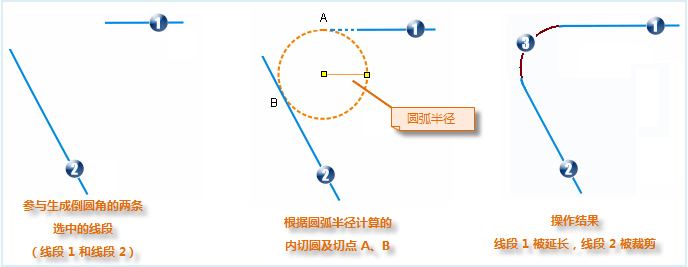 1
2
参与生成倒圆角的两条
选中的线段
（线段 1 和线段 2）
A
1
B
圆弧半径
2
根据圆弧半径计算的
内切圆及切点 A、B
1
3
2
操作结果
线段 1 被延长，线段 2 被裁剪